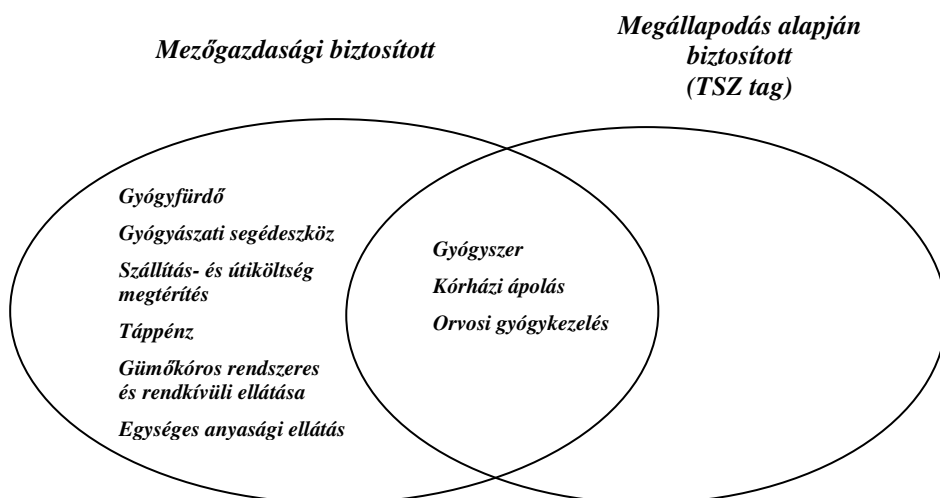 Mezőgazdasági biztosított
Megállapodás alapján
biztosított
(TSZ tag)
Gyógyfürdő
Gyógyászati segédeszköz
Szállítás- és útiköltség
megtérítés
Táppénz
Gümőkóros rendszeres
és rendkívüli ellátása
Egységes anyasági ellátás
Gyógyszer
Kórházi ápolás
Orvosi gyógykezelés